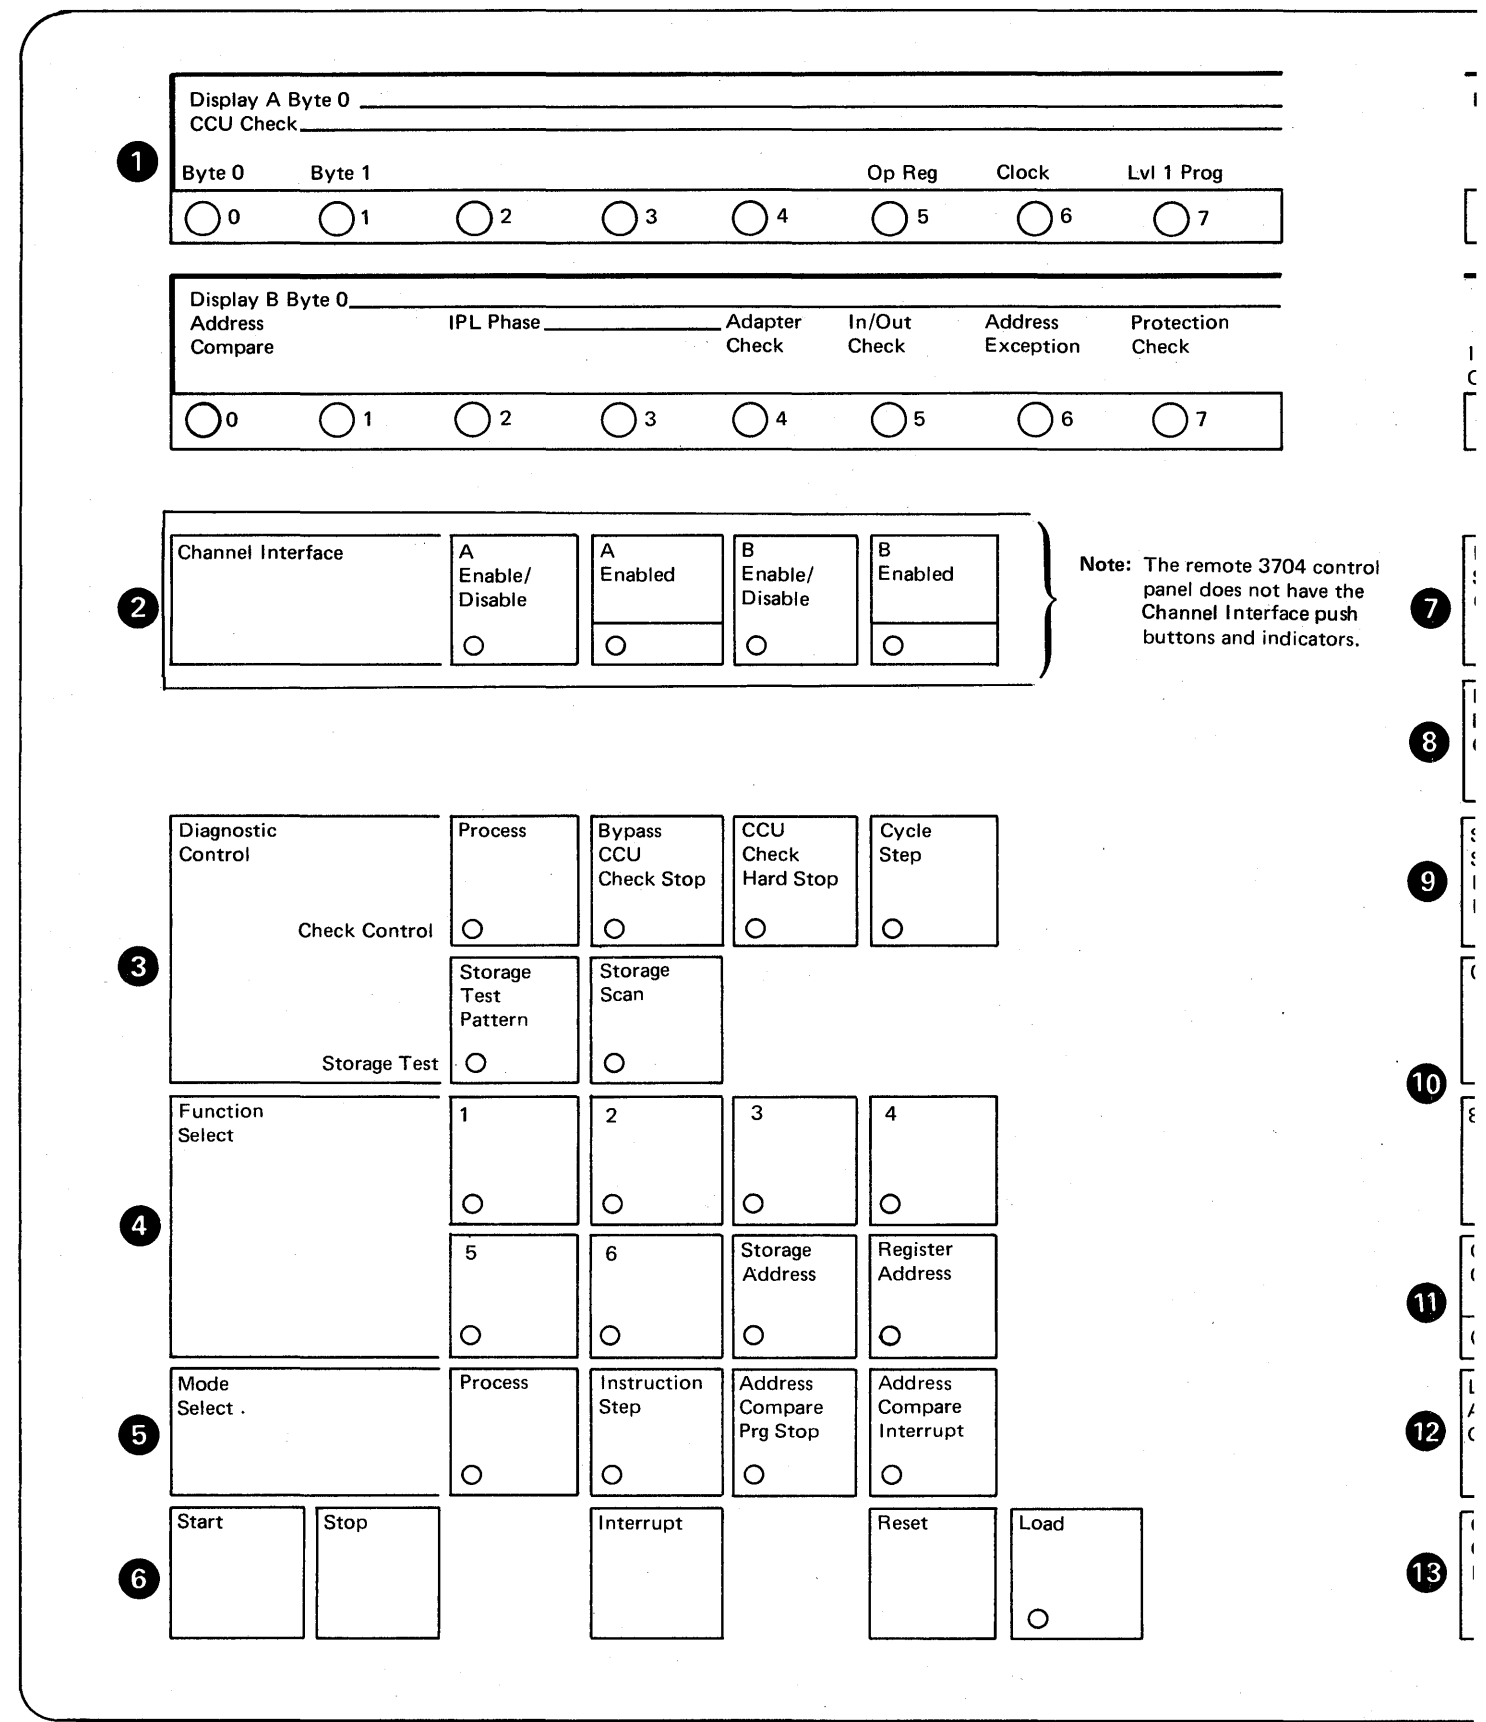 Display A Byte 0
CCU Check
1
Byte 0 Byte 1 Op Reg Clock Lvl 1 Prog
0 1 2 3 4 5 6 7
Display B Byte 0
Address Compare
IPL Phase
Adapter Check
In/Out Check
Address Exception
Protection Check
0 1 2 3 4 5 6 7
2
Channel Interface
A
Enable/
Disable
A
Enabled
B
Enable/
Disable
B
Enabled
Note: The remote 3704 control
panel does not have the
Channel Interface push
buttons and indicators.
7
8
3
Diagnostic
Control
Check Control
Process
Bypass
CCU
Check Stop
CCU
Check
Hard Stop
Cycle
Step
9
Storage Test
Storage
Test
Pattern
Storage
Scan
10
4
Function
Select
1
2
3
4
5
6
Storage
Address
Register
Address
11
5
Mode
Select .
Process
Instruction
Step
Address
Compare
Prg Stop
Address
Compare
Interrupt
12
6
Start
Stop
Interrupt
Reset
Load
13